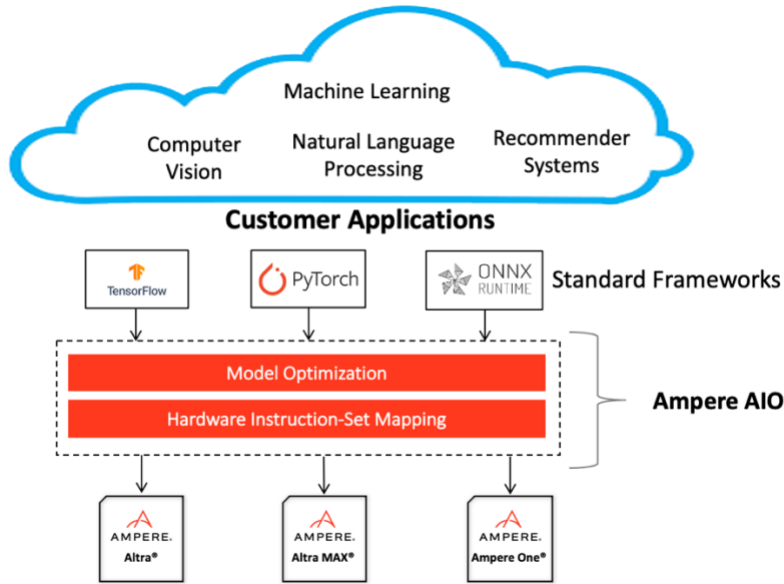 Machine Learning
Computer
Vision
Natural Language
Processing
Recommender
Systems
Customer Applications
TensorFlow
PyTorch
ONNX
RUNTIME
Standard Frameworks
Model Optimization
Hardware Instruction-Set Mapping
Ampere AIO
AMPERE.
Altra®
AMPERE.
Altra MAX®
AMPERE.
Ampere One®